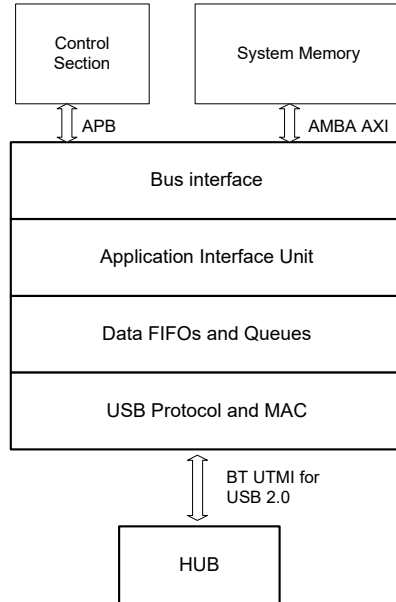 Control
Section
System Memory
APB
AMBA AXI
Bus interface
Application Interface Unit
Data FIFOs and Queues
USB Protocol and MAC
BT UTMI for
USB 2.0
HUB